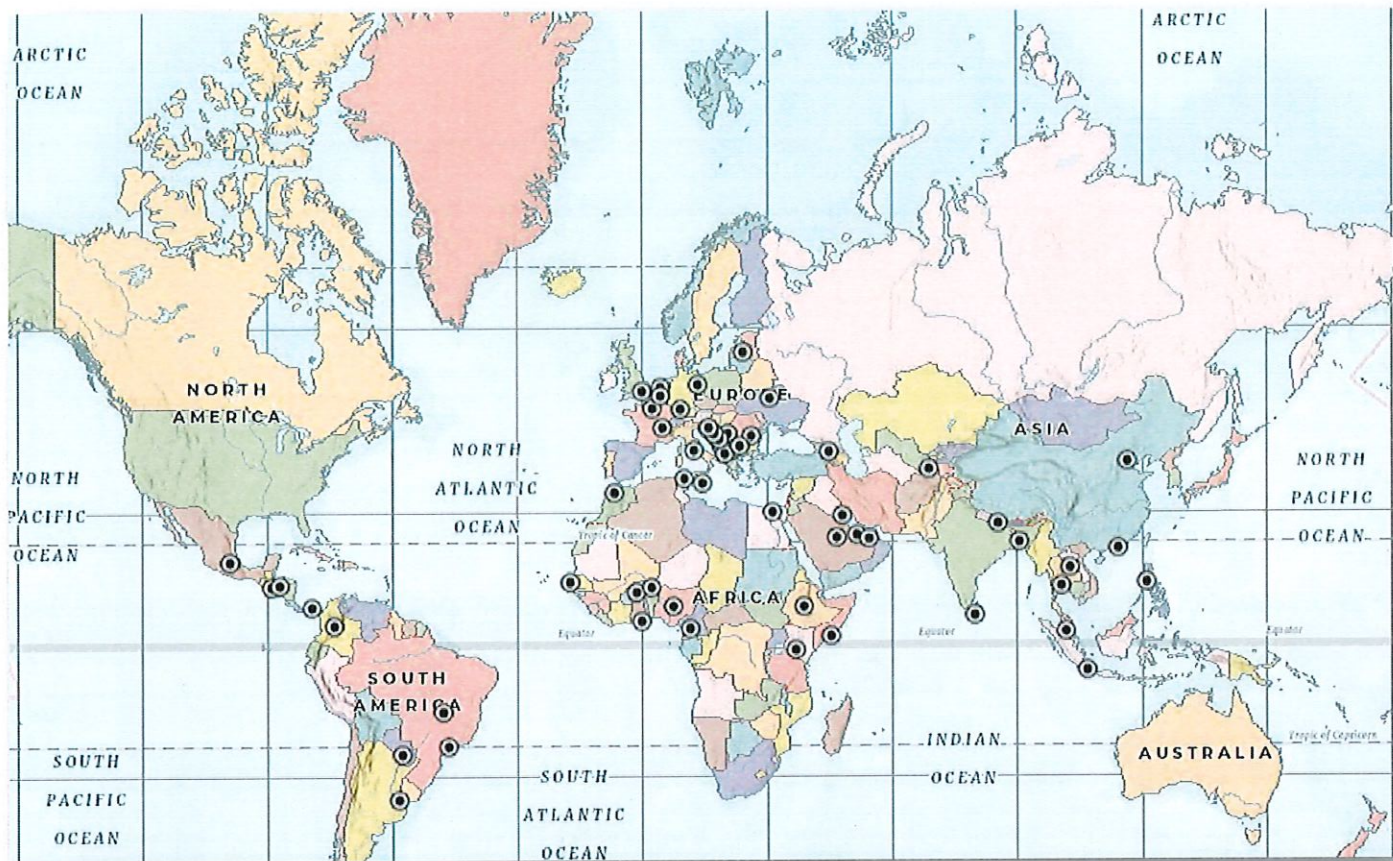 ARCTIC
OCEAN
ARCTIC
OCEAN
NORTH
AMERICA
EUROPE
ASIA
NORTH
PACIFIC
OCEAN
NORTH
ATLANTIC
OCEAN
NORTH
PACIFIC
OCEAN
Tropic of Cancer
AFRICA
Equator
Equator
Equator
SOUTH
AMERICA
INDIAN
OCEAN
AUSTRALIA
Tropic of Capricorn
SOUTH
PACIFIC
OCEAN
SOUTH
ATLANTIC
OCEAN